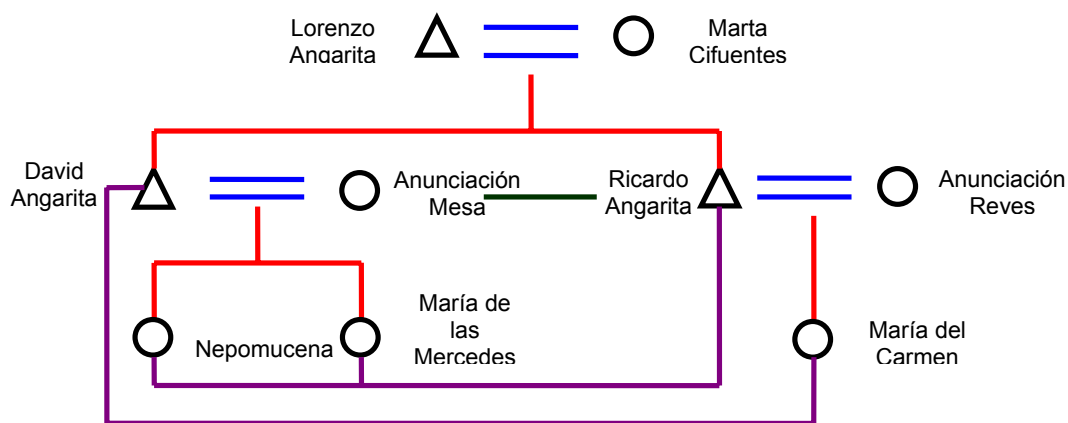 Lorenzo
Angarita
Marta
Cifuentes
David
Angarita
Anunciación
Mesa
Ricardo
Angarita
Anunciación
Reyes
Nepomucena
María de
las
Mercedes
María del
Carmen